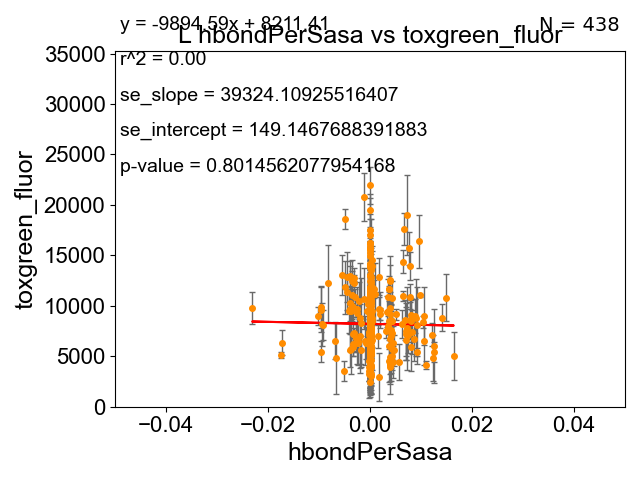 y = -9894.59x + 8211.41
N = 438
L hbondPerSasa vs toxgreen_fluor
r^2 = 0.00
se_slope = 39324.10925516407
se_intercept = 149.1467688391883
p-value = 0.8014562077954168
toxgreen_fluor
35000
30000
25000
20000
15000
10000
5000
0
−0.04
−0.02
0.00
0.02
0.04
hbondPerSasa